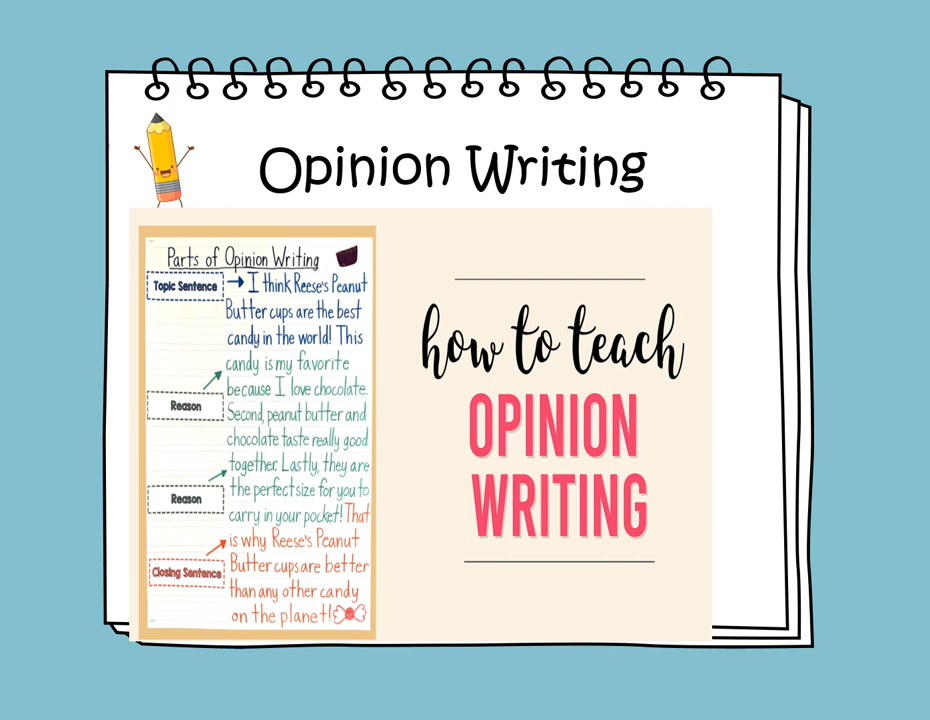 Opinion Writing
Parts of Opinion Writing
Topic Sentence
I think Reese's Peanut
Butter cups are the best
candy in the world! This
candy is my favorite
because I love chocolate.
Reason
Second, peanut butter and
chocolate taste really good
together. Lastly, they are
the perfect size for you to
Reason
carry in your pocket! That
is why Reese's Peanut
Butter cups are better
Closing Sentence
than any other candy
on the planet!
how to teach
OPINION
WRITING